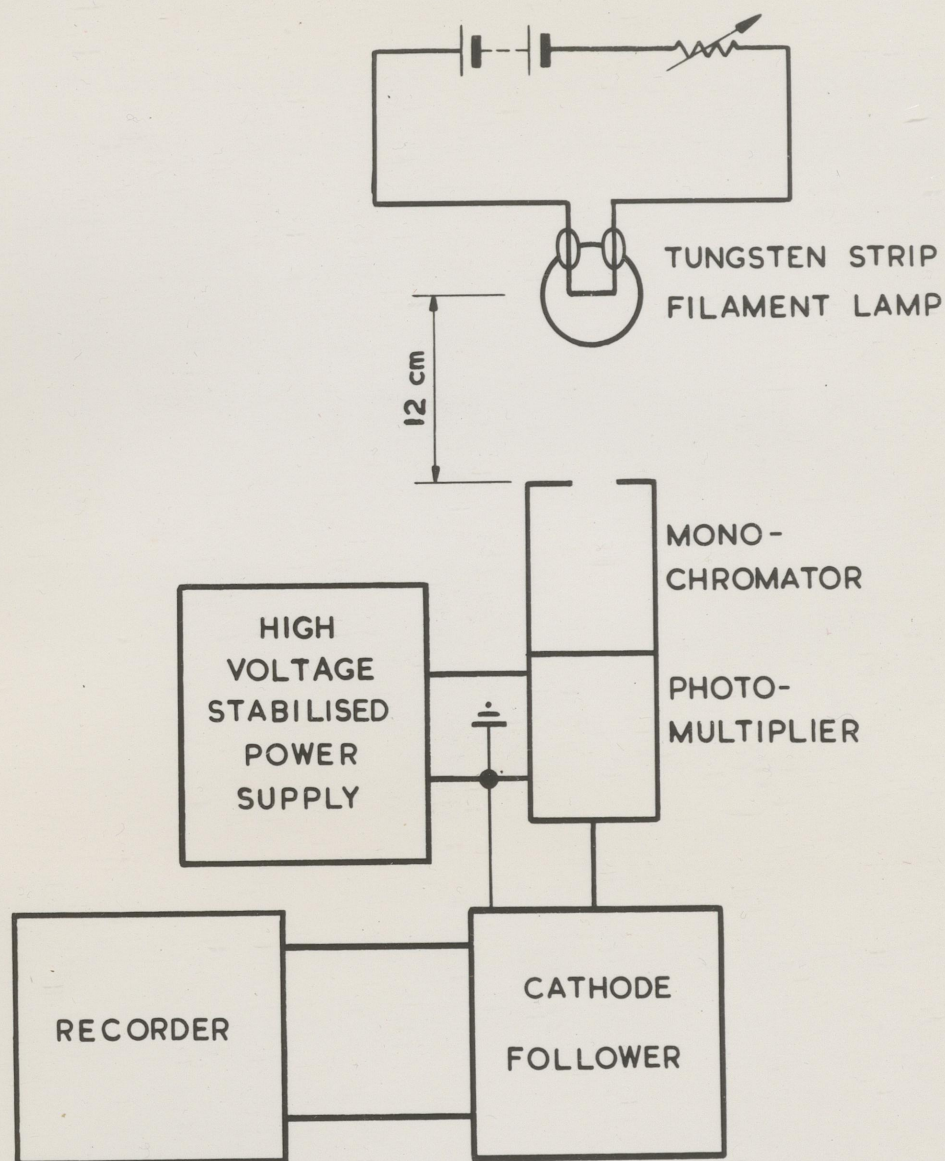 TUNGSTEN STRIP
FILAMENT LAMP
12 cm
MONO-
CHROMATOR
HIGH
VOLTAGE
STABILISED
POWER
SUPPLY
PHOTO-
MULTIPLIER
RECORDER
CATHODE
FOLLOWER